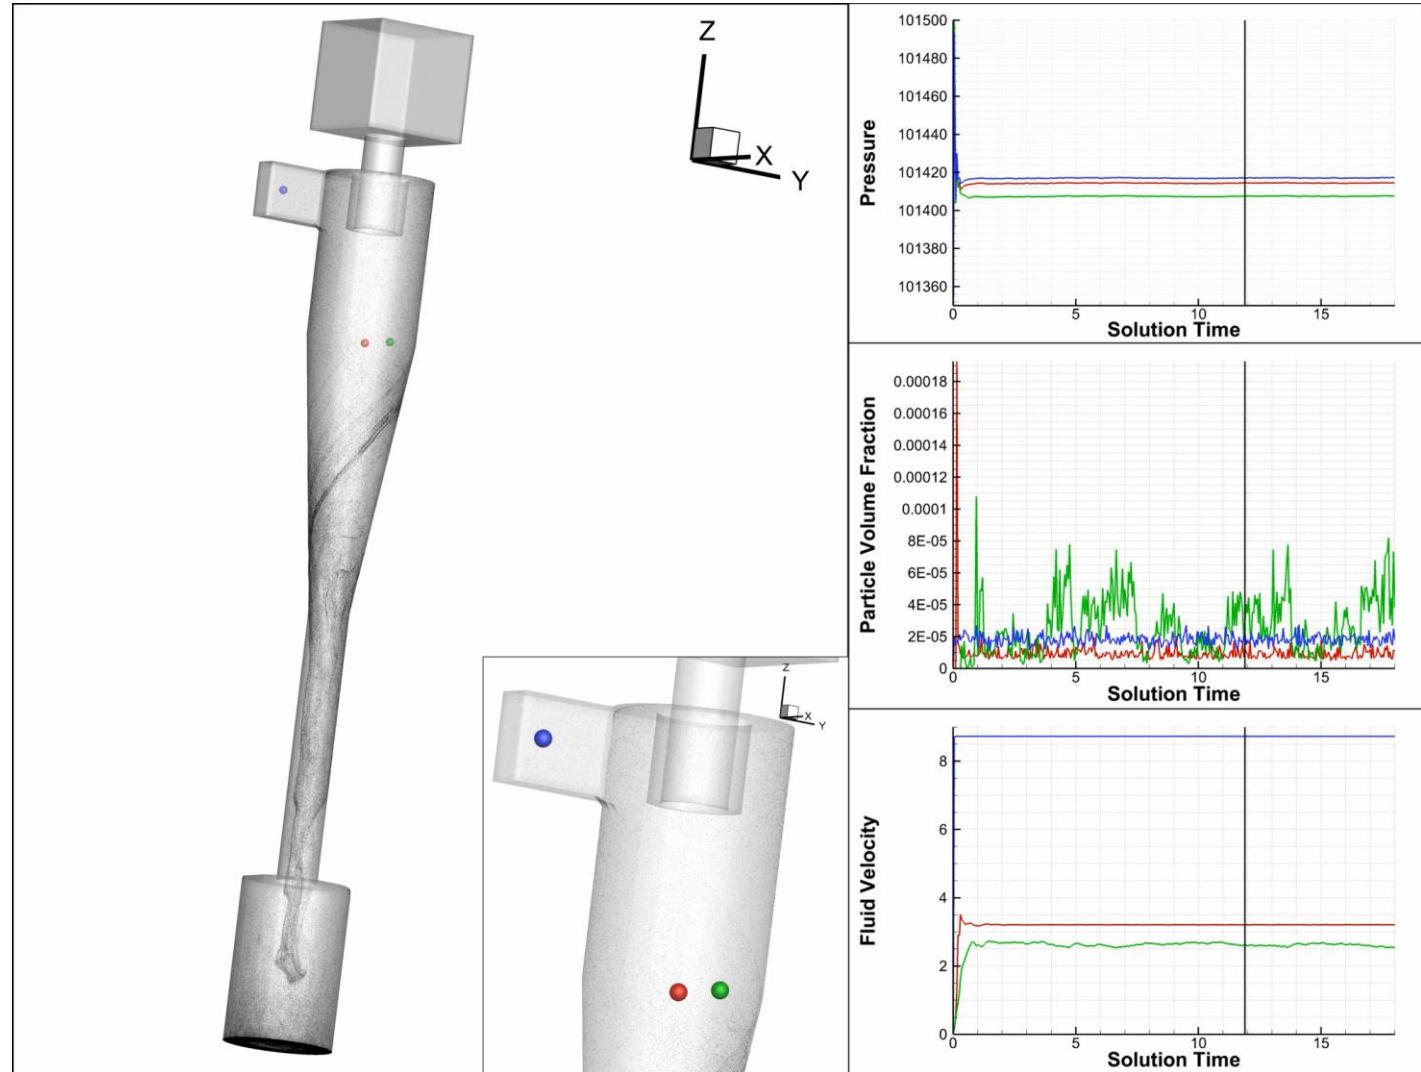 Z
X
Y
Z
X
Y
Pressure
101500
101480
101460
101440
101420
101400
101380
101360
0 5 10 15
Solution Time
Particle Volume Fraction
0.00018
0.00016
0.00014
0.00012
0.0001
8E-05
6E-05
4E-05
2E-05
0
0 5 10 15
Solution Time
Fluid Velocity
8
6
4
2
0
0 5 10 15
Solution Time